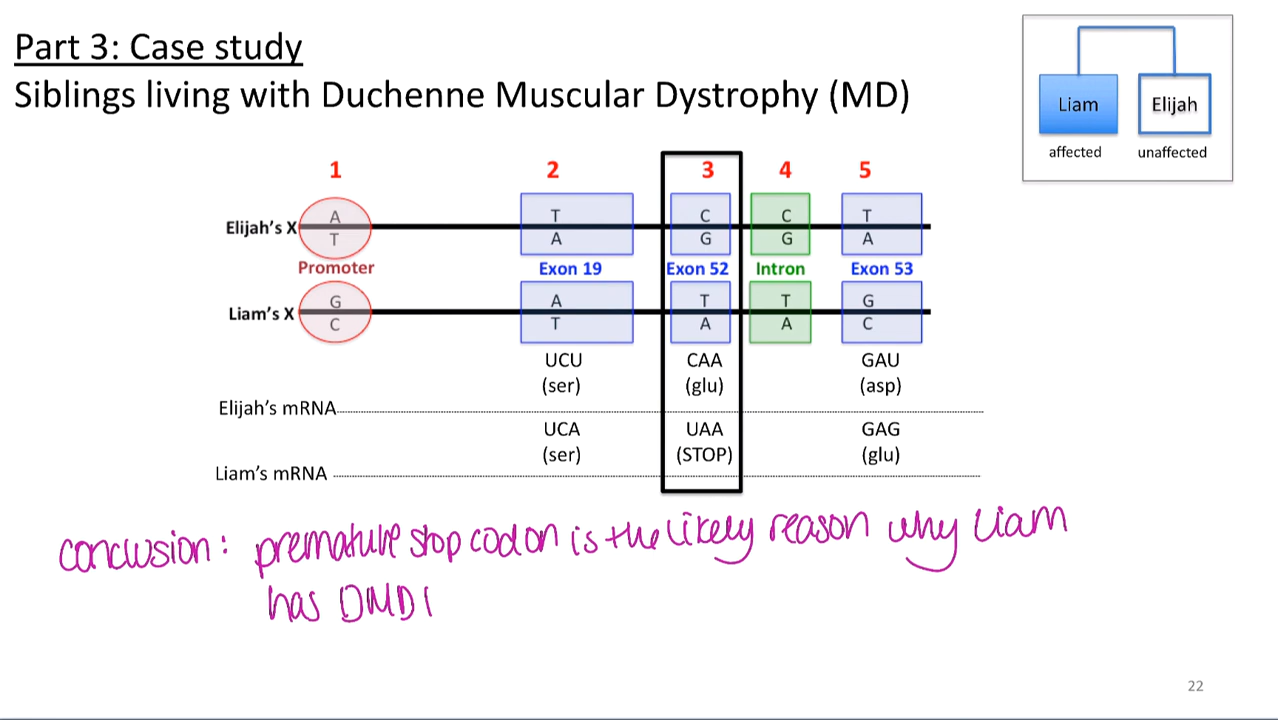 Part 3: Case study
Siblings living with Duchenne Muscular Dystrophy (MD)
Liam
Elijah
affected
unaffected
1
2
3
4
5
Elijah's X
A
T
T
A
C
G
C
G
T
A
Promoter
Exon 19
Exon 52
Intron
Exon 53
Liam's X
G
C
A
T
T
A
T
A
G
C
UCU
(ser)
CAA
(glu)
GAU
(asp)
Elijah's mRNA
UCA
(ser)
UAA
(STOP)
GAG
(glu)
Liam's mRNA
conclusion: premature stop codon is the likely reason why Liam
has DMD!
22